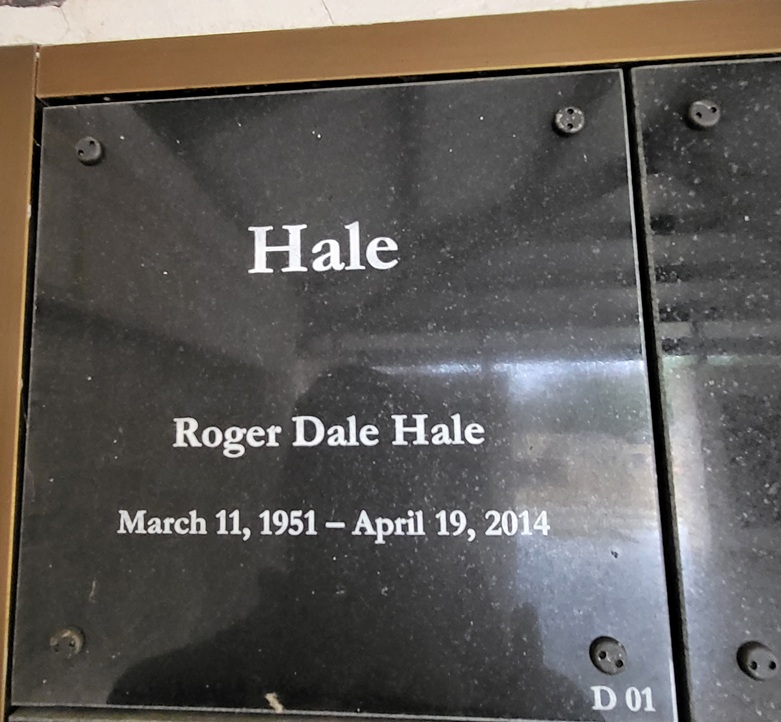 Hale
Roger Dale Hale
March 11, 1951 – April 19, 2014
D 01